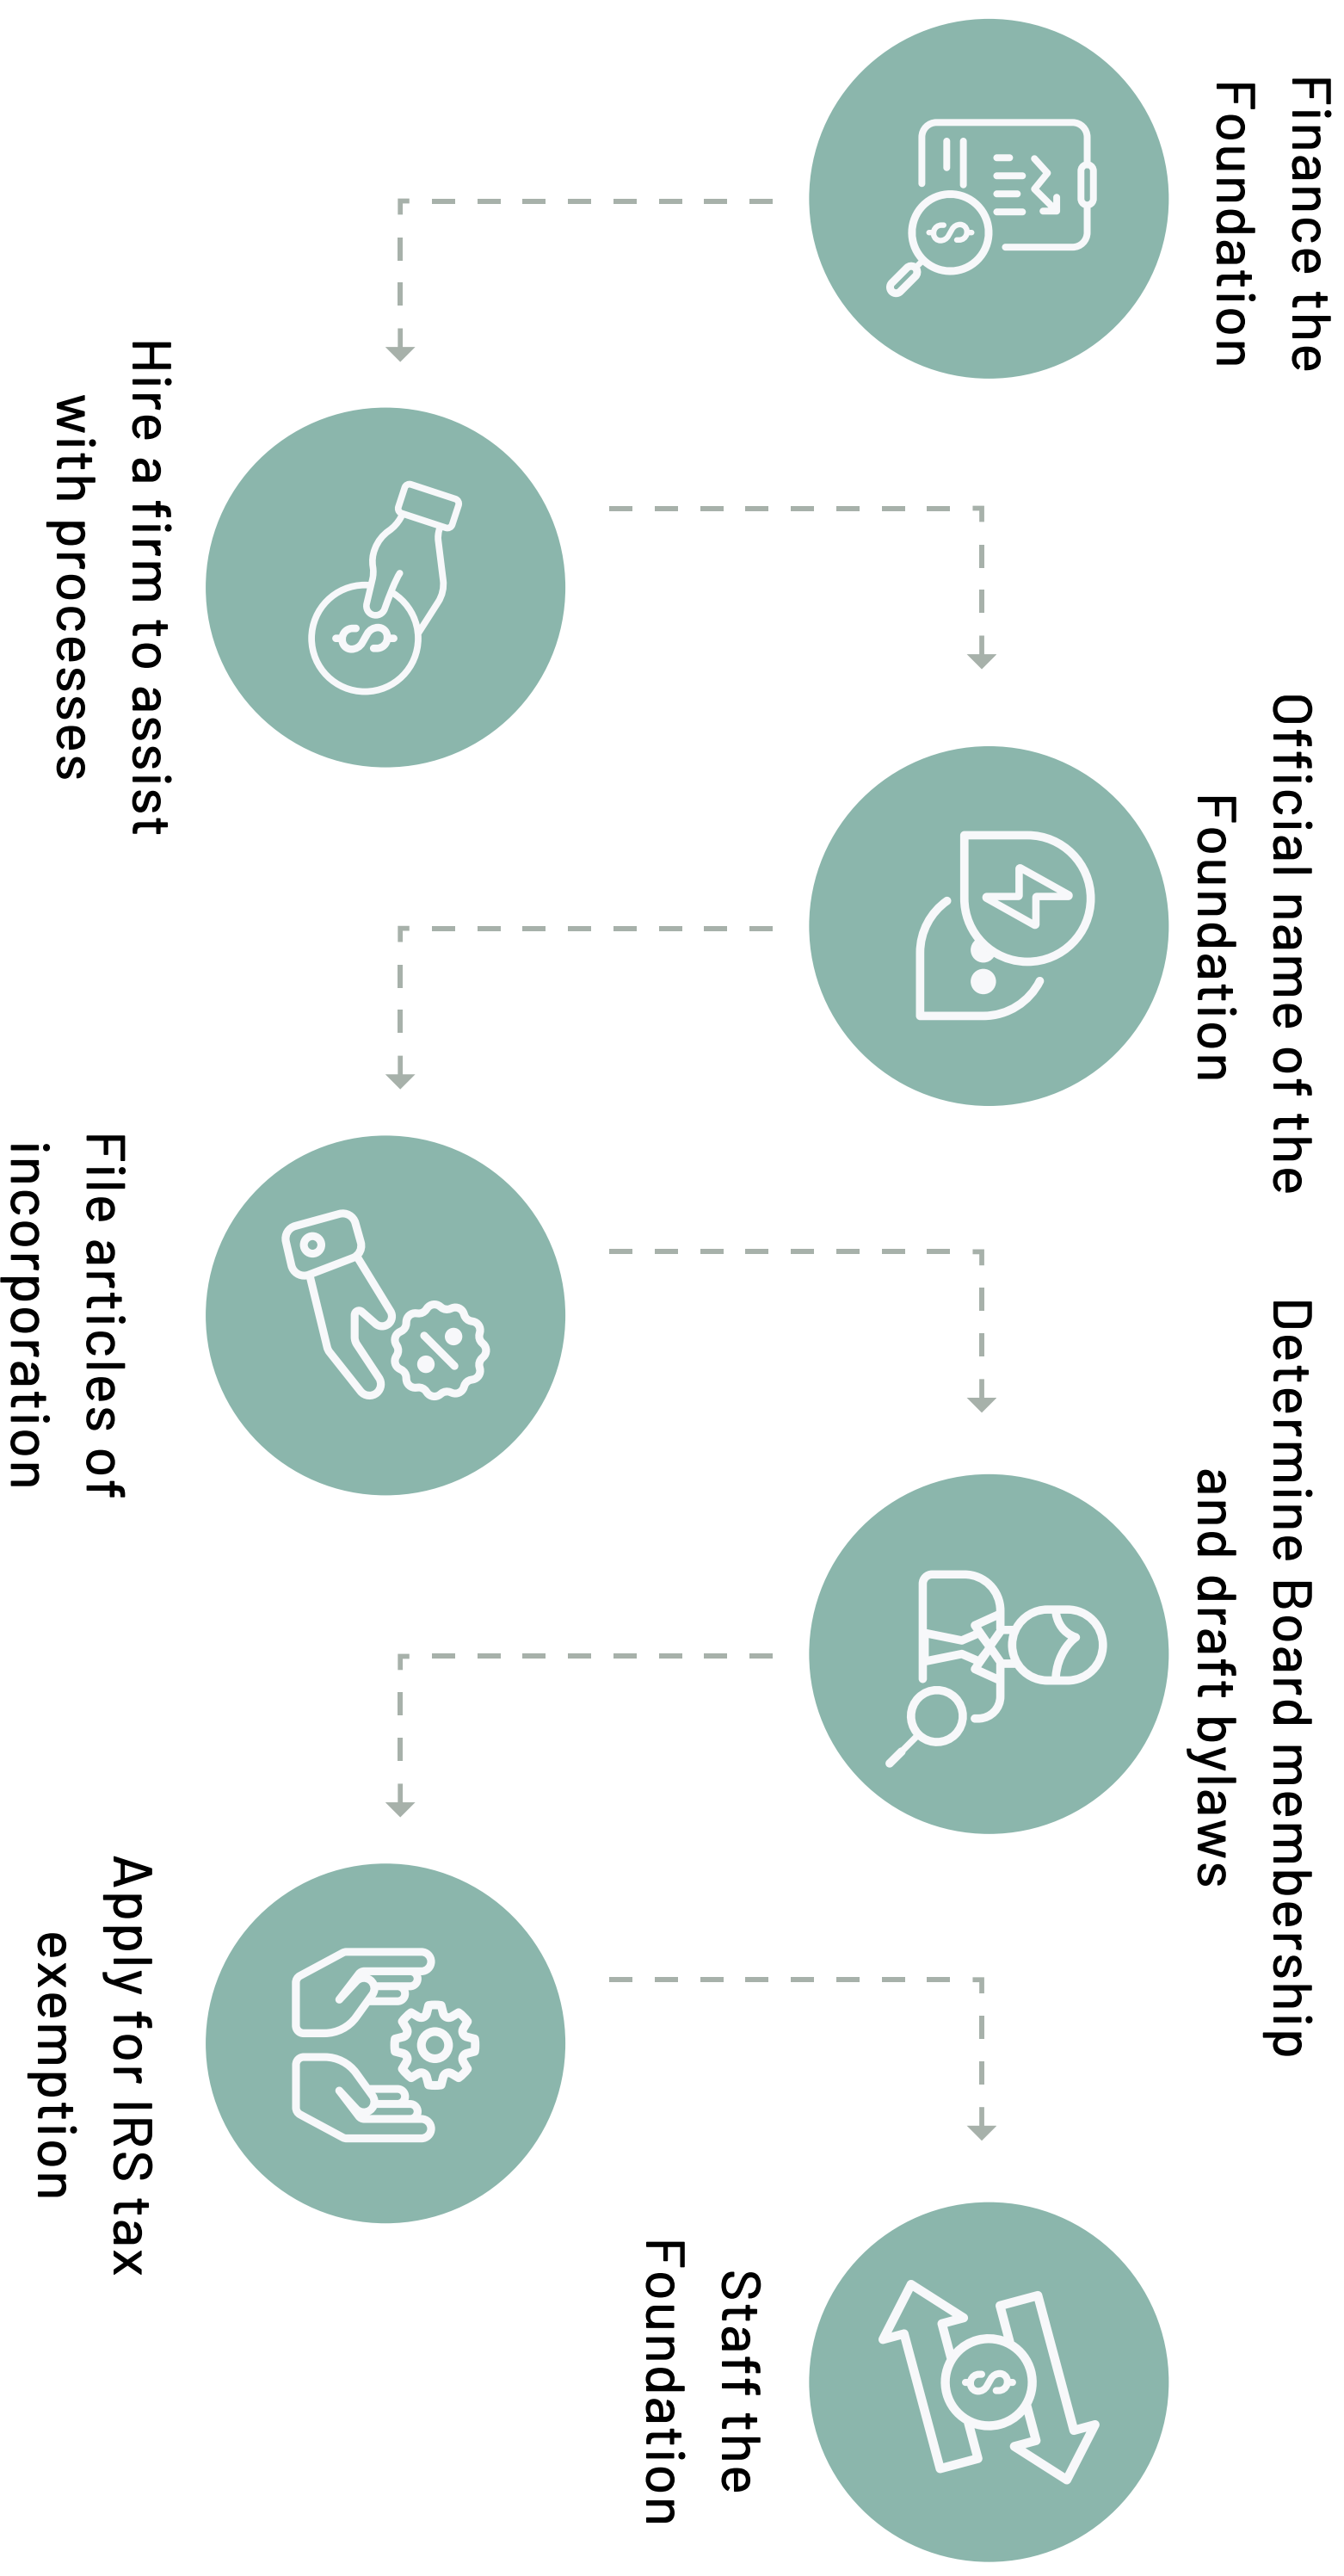 Finance the
Foundation
Hire a firm to assist
with processes
Official name of the
Foundation
File articles of
incorporation
Determine Board membership
and draft bylaws
Apply for IRS tax
exemption
Staff the
Foundation